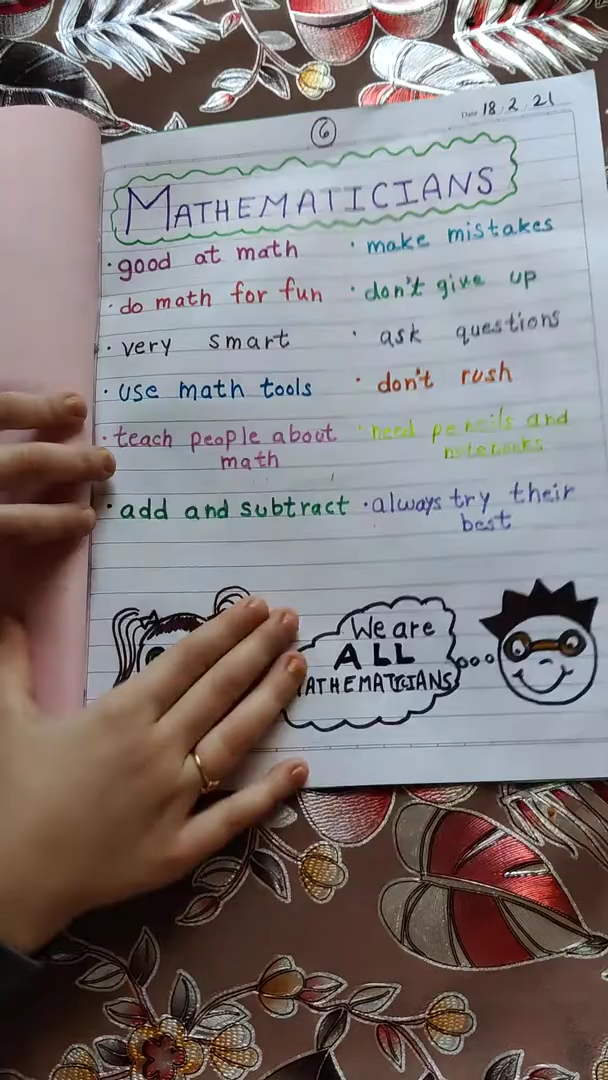 6
Date 18 2 21
MATHEMATICIANS
• good at math
• do math for fun
• very smart
• use math tools
• teach people about
math
• add and subtract
• make mistakes
• don't give up
• ask questions
• don't rush
• need pencils and
notebooks
• always try their
best
We are
ALL